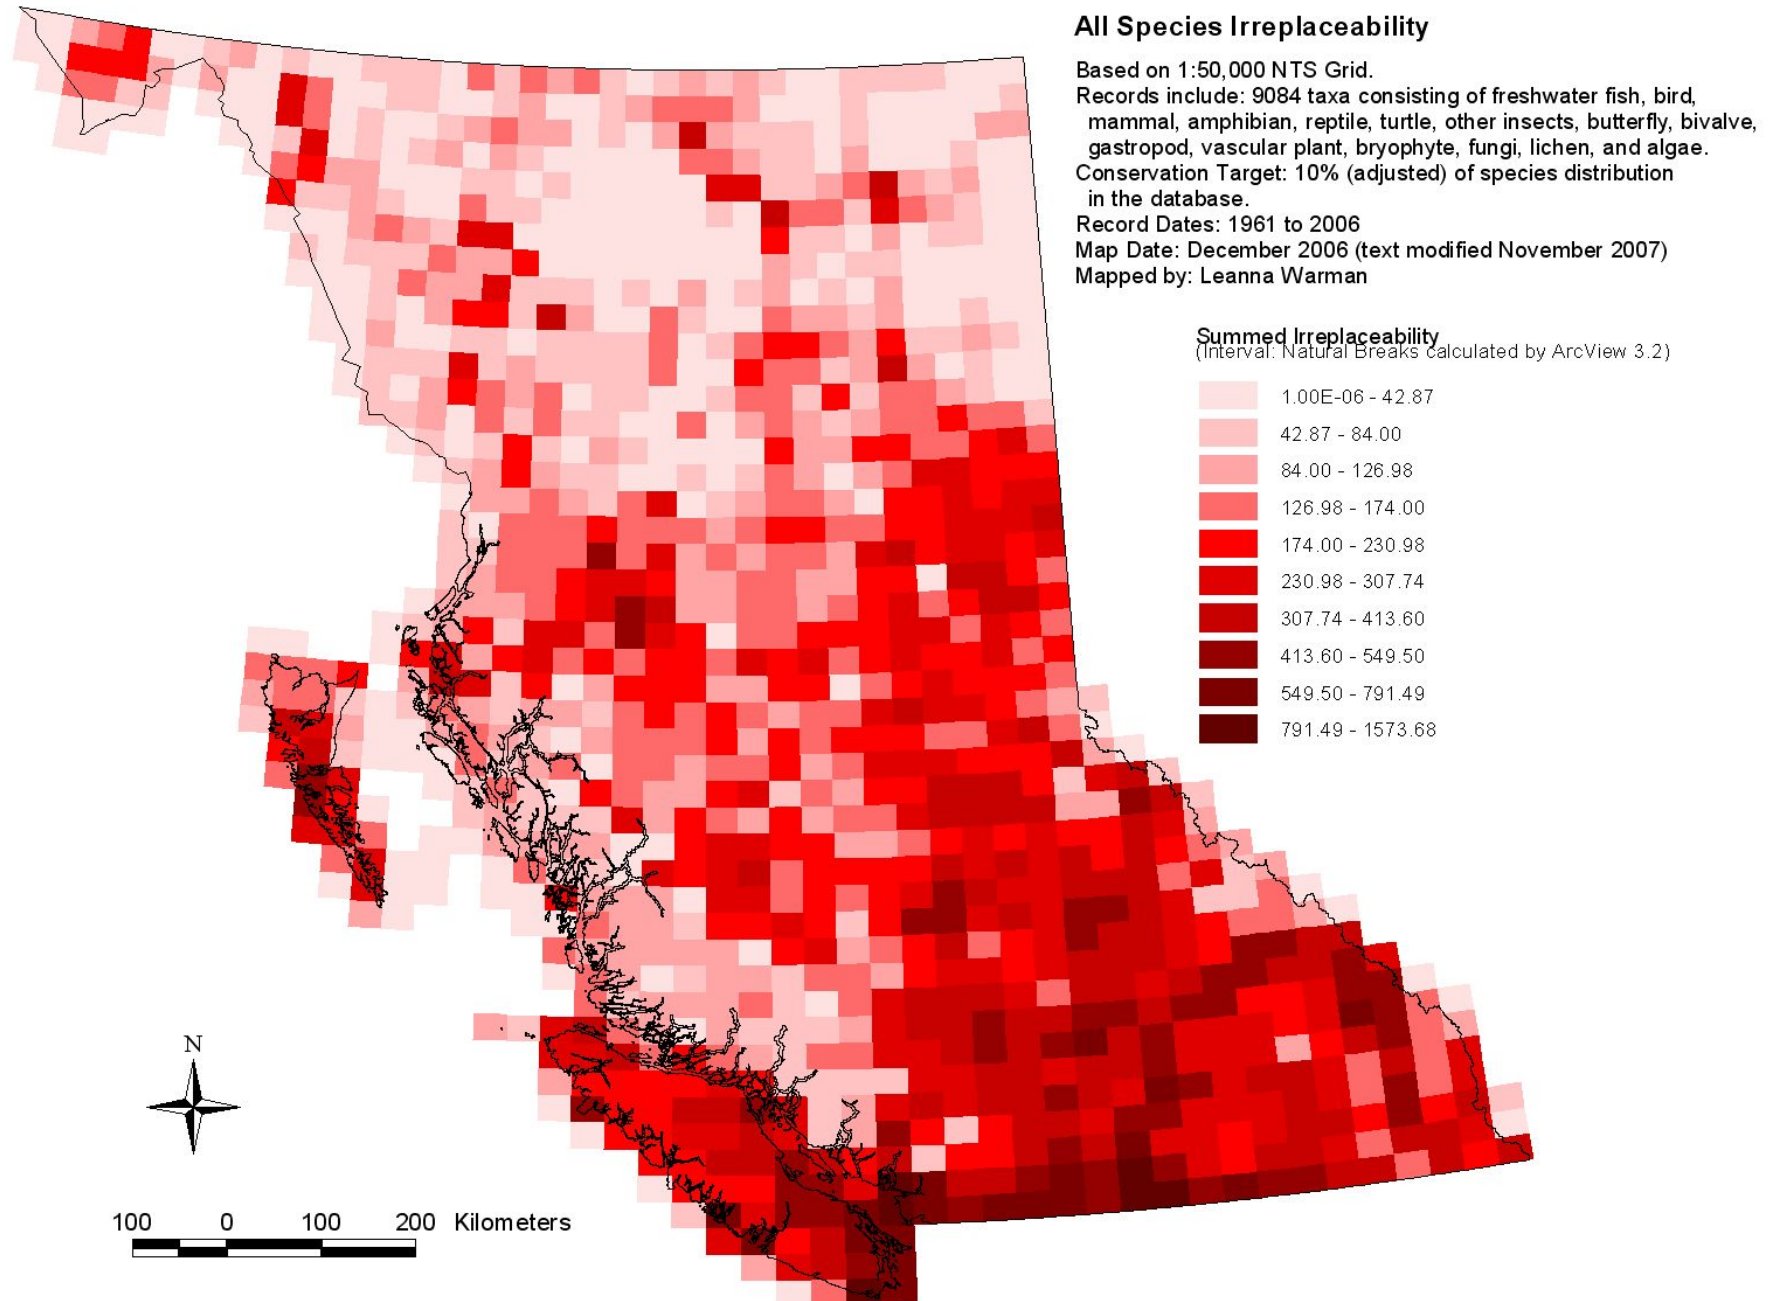 All Species Irreplaceability
Based on 1:50,000 NTS Grid.
Records include: 9084 taxa consisting of freshwater fish, bird,
mammal, amphibian, reptile, turtle, other insects, butterfly, bivalve,
gastropod, vascular plant, bryophyte, fungi, lichen, and algae.
Conservation Target: 10% (adjusted) of species distribution
in the database.
Record Dates: 1961 to 2006
Map Date: December 2006 (text modified November 2007)
Mapped by: Leanna Warman
Summed Irreplaceability
(Interval: Natural Breaks calculated by ArcView 3.2)
1.00E-06 - 42.87
42.87 - 84.00
84.00 - 126.98
126.98 - 174.00
174.00 - 230.98
230.98 - 307.74
307.74 - 413.60
413.60 - 549.50
549.50 - 791.49
791.49 - 1573.68
N
100 0 100 200 Kilometers